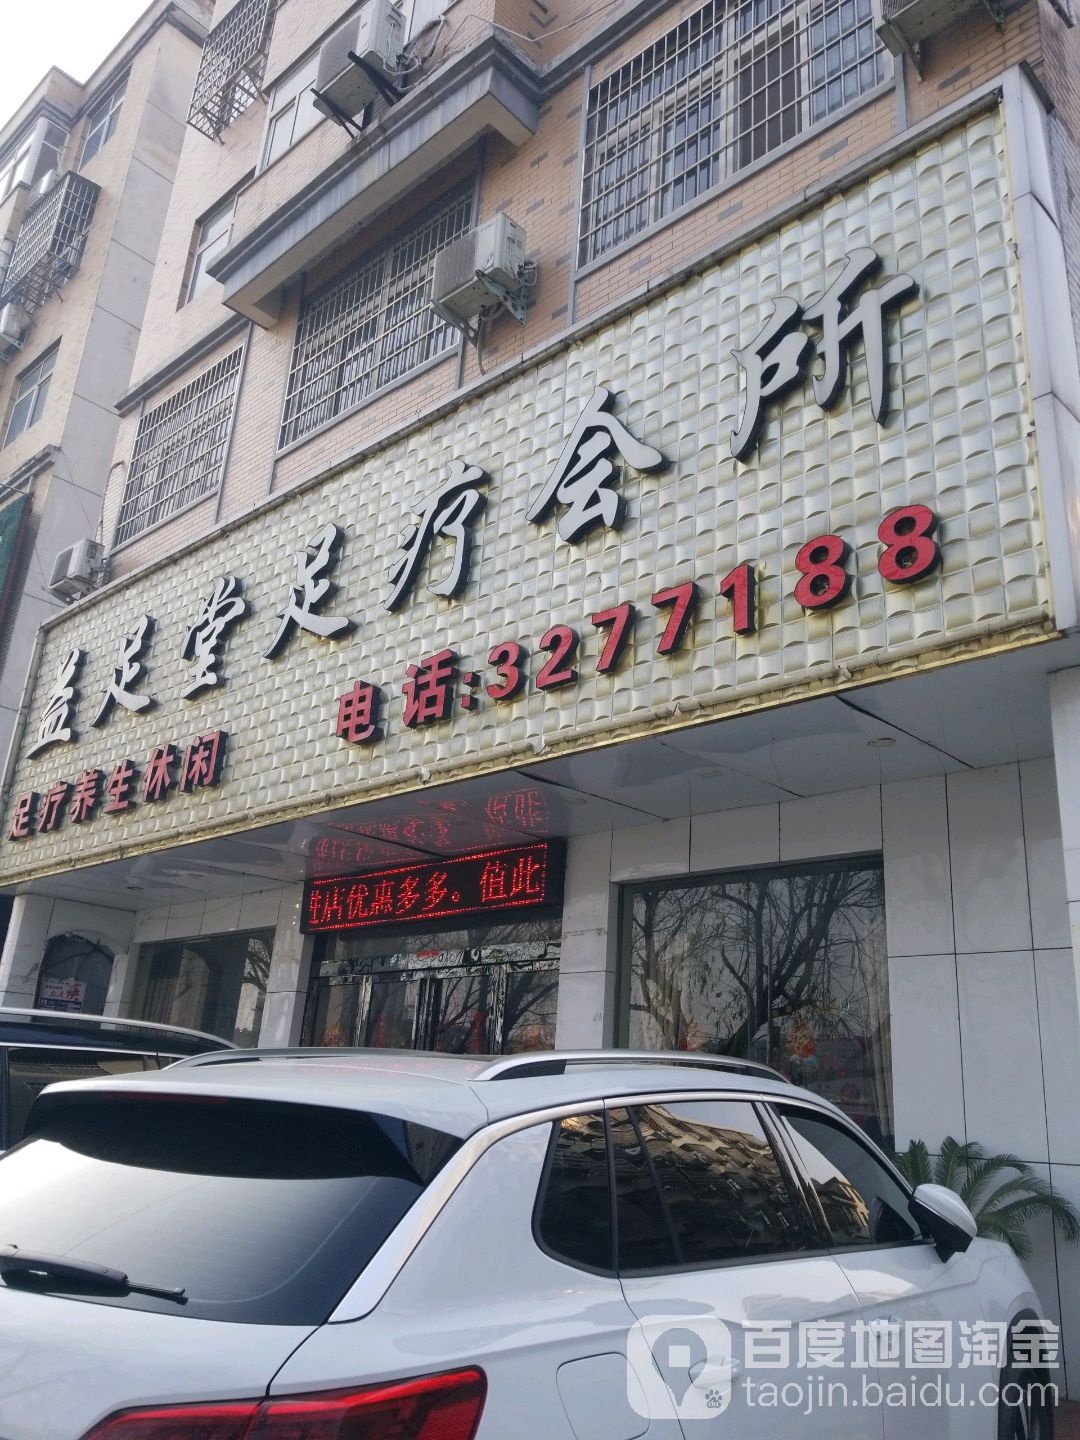 益足堂足疗会所
足疗养生休闲
电话:3277188
生店优惠多多。值此
百度地图淘金
taojin.baidu.com